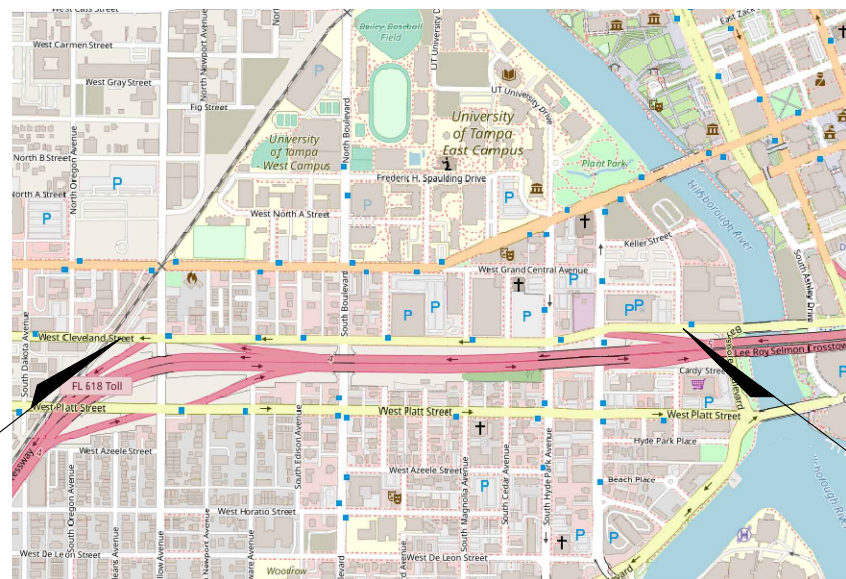 West Cass Street
West Carmen Street
West Gray Street
Fig Street
North B Street
North A Street
North Oregon Avenue
North Newport Avenue
North Boulevard
Bailey Baseball
Field
UT University Drive
East Zack
University
of Tampa
West Campus
University
of Tampa
East Campus
Plant Park
Frederic H. Spaulding Drive
West North A Street
Keller Street
West Grand Central Avenue
Hillsborough River
South Ashley Drive
South Boulevard
South Dakota Avenue
West Cleveland Street
Lee Roy Selmon Crosstown
FL 618 Toll
Cardy Street
West Platt Street
West Platt Street
West Platt Street
Hyde Park Place
West Azeele Street
West Azeele Street
Beach Place
South Edison Avenue
South Magnolia Avenue
South Cedar Avenue
South Hyde Park Avenue
West Horatio Street
West De Leon Street
West De Leon Street
South Oregon Avenue
Newport Avenue
Woodrow